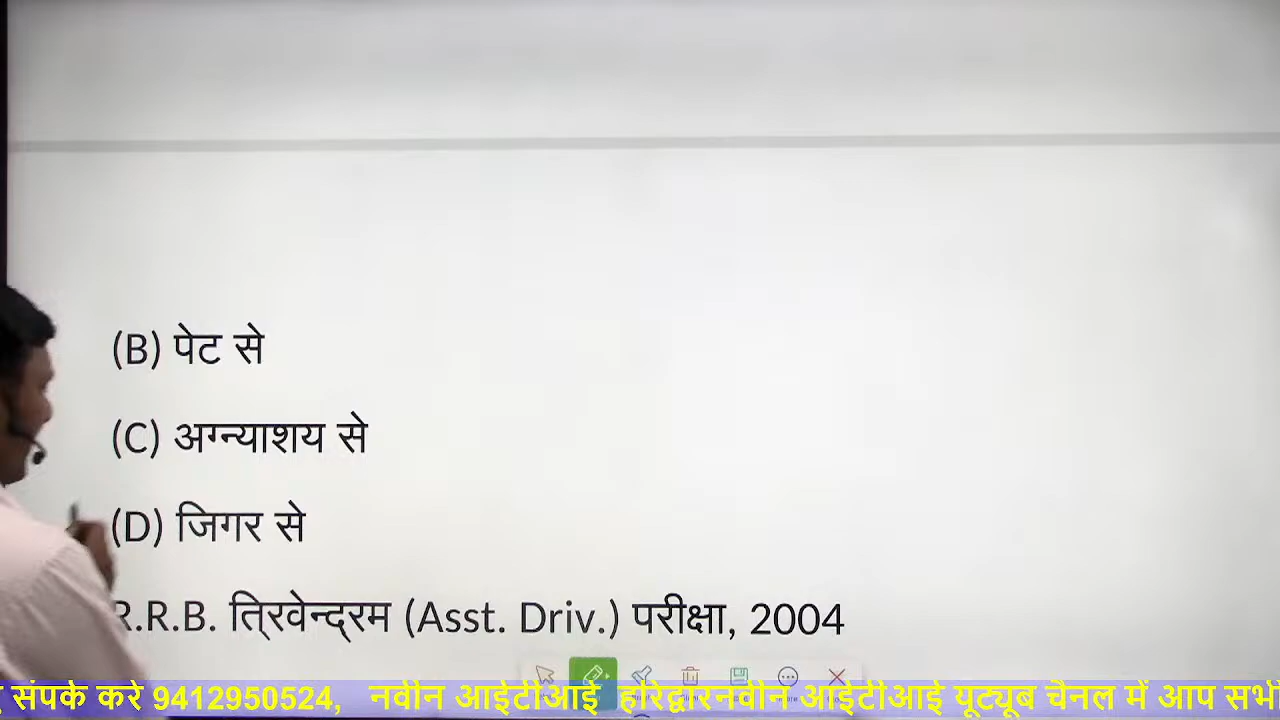 (B) पेट से
(C) अग्न्याशय से
(D) जिगर से
R.R.B. त्रिवेन्द्रम (Asst. Driv.) परीक्षा, 2004
संपर्क करे 9412950524, नवीन आईटीआई हरिद्वारनवीन आईटीआई यूट्यूब चैनल में आप सभी